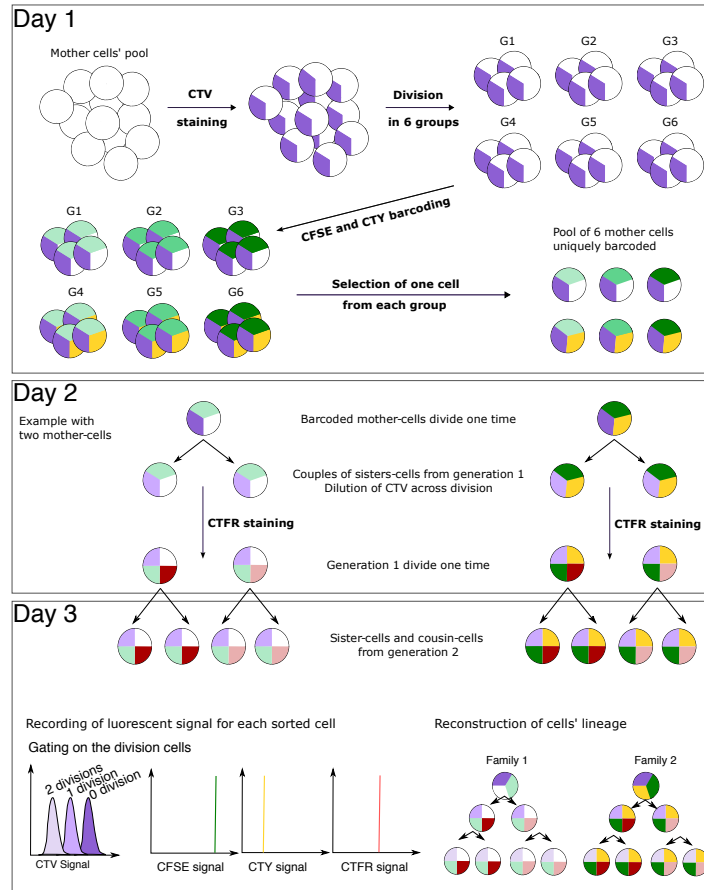 Day 1
Mother cells' pool
CTV
staining
Division
in 6 groups
G1
G2
G3
G4
G5
G6
CFSE and CTY barcoding
G1
G2
G3
G4
G5
G6
Selection of one cell
from each group
Pool of 6 mother cells
uniquely barcoded
Day 2
Example with
two mother-cells
Barcoded mother-cells divide one time
Couples of sisters-cells from generation 1
Dilution of CTV across division
CTFR staining
CTFR staining
Generation 1 divide one time
Day 3
Sister-cells and cousin-cells
from generation 2
Recording of luorescent signal for each sorted cell
Gating on the division cells
2 divisions
1 division
0 division
CTV Signal
CFSE signal
CTY signal
CTFR signal
Reconstruction of cells' lineage
Family 1
Family 2